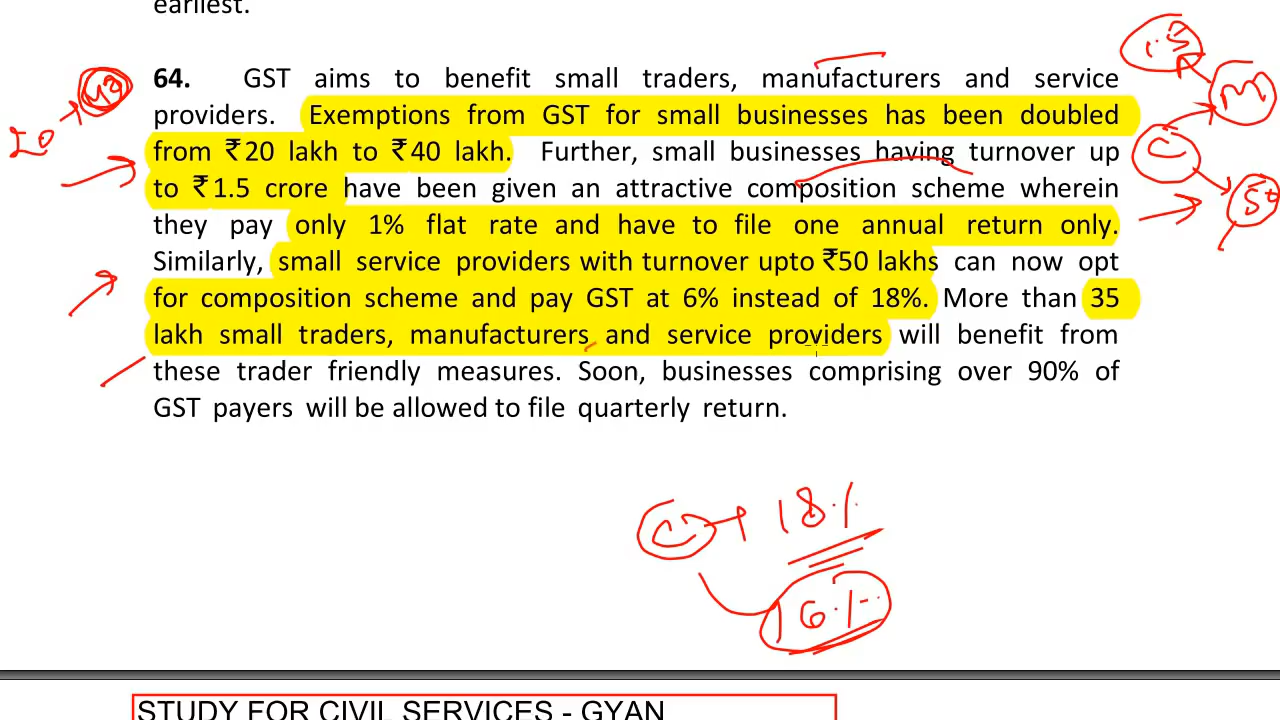 earliest.
64. GST aims to benefit small traders, manufacturers and service
providers. Exemptions from GST for small businesses has been doubled
from ₹20 lakh to ₹40 lakh. Further, small businesses having turnover up
to ₹1.5 crore have been given an attractive composition scheme wherein
they pay only 1% flat rate and have to file one annual return only.
Similarly, small service providers with turnover upto ₹50 lakhs can now opt
for composition scheme and pay GST at 6% instead of 18%. More than 35
lakh small traders, manufacturers and service providers will benefit from
these trader friendly measures. Soon, businesses comprising over 90% of
GST payers will be allowed to file quarterly return.
1.5
M
C
50
20
40
C 18%
6%
STUDY FOR CIVIL SERVICES - GYAN